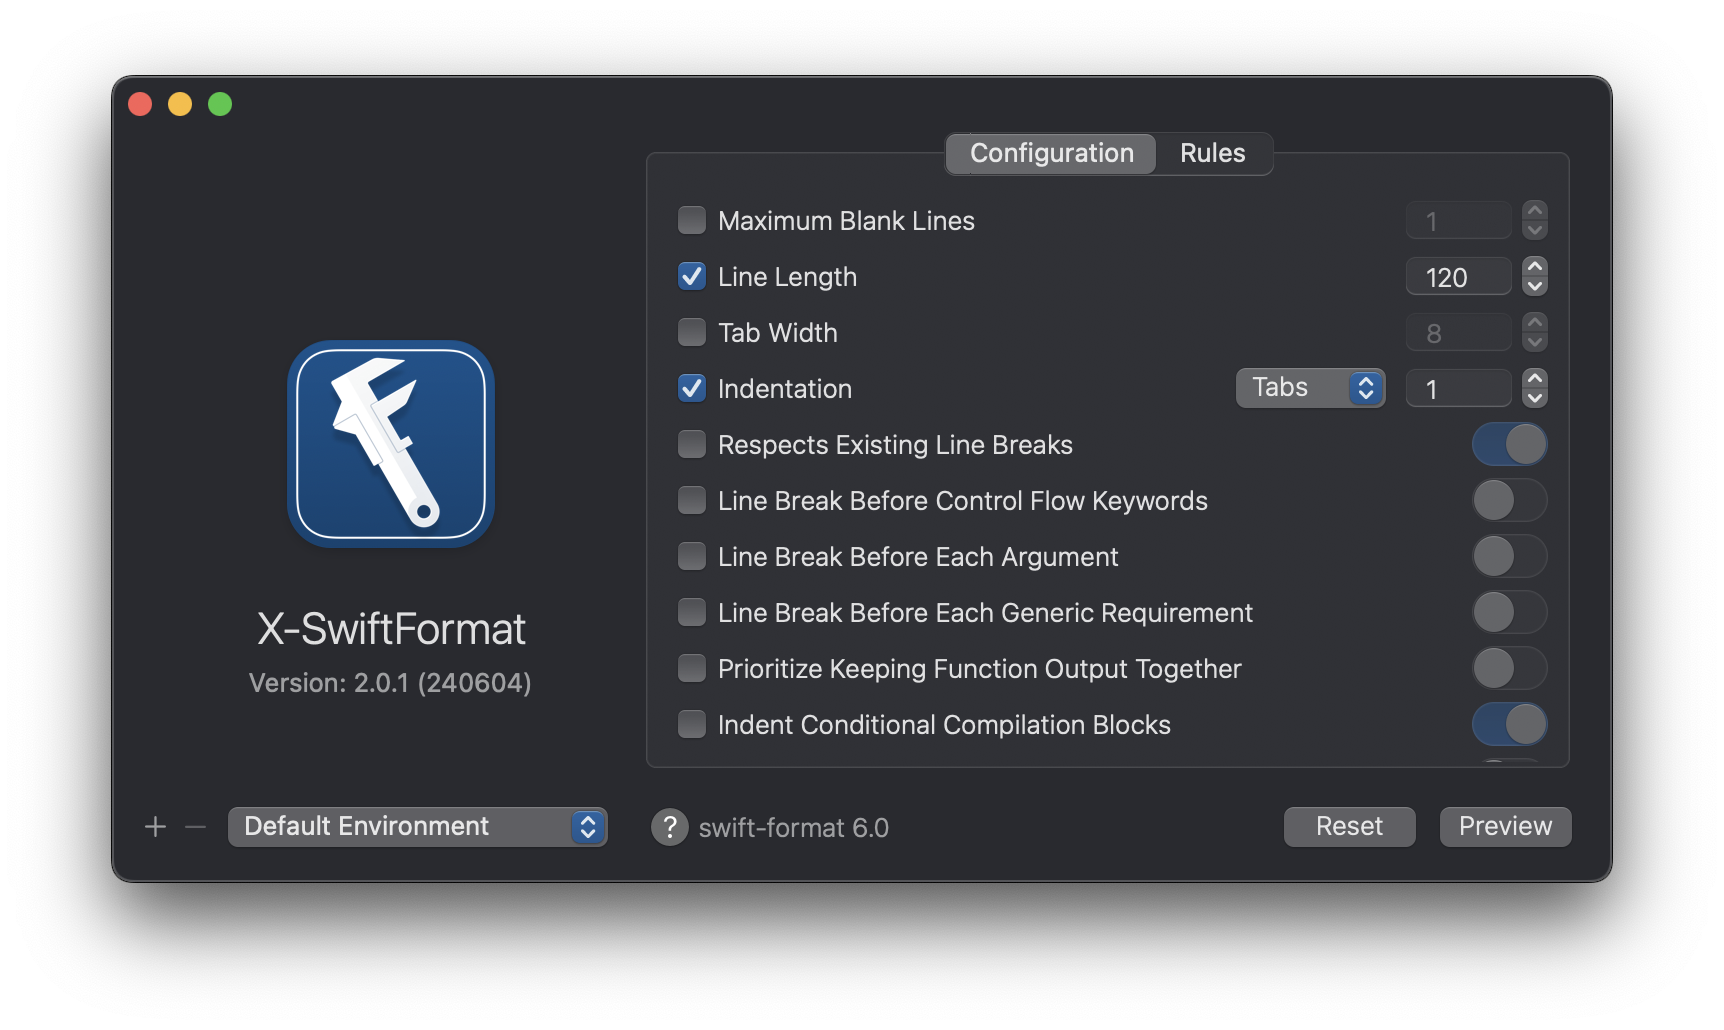 Configuration Rules
Maximum Blank Lines 1
Line Length 120
Tab Width 8
Indentation Tabs 1
Respects Existing Line Breaks
Line Break Before Control Flow Keywords
Line Break Before Each Argument
Line Break Before Each Generic Requirement
Prioritize Keeping Function Output Together
Indent Conditional Compilation Blocks
X-SwiftFormat
Version: 2.0.1 (240604)
Default Environment
? swift-format 6.0
Reset Preview